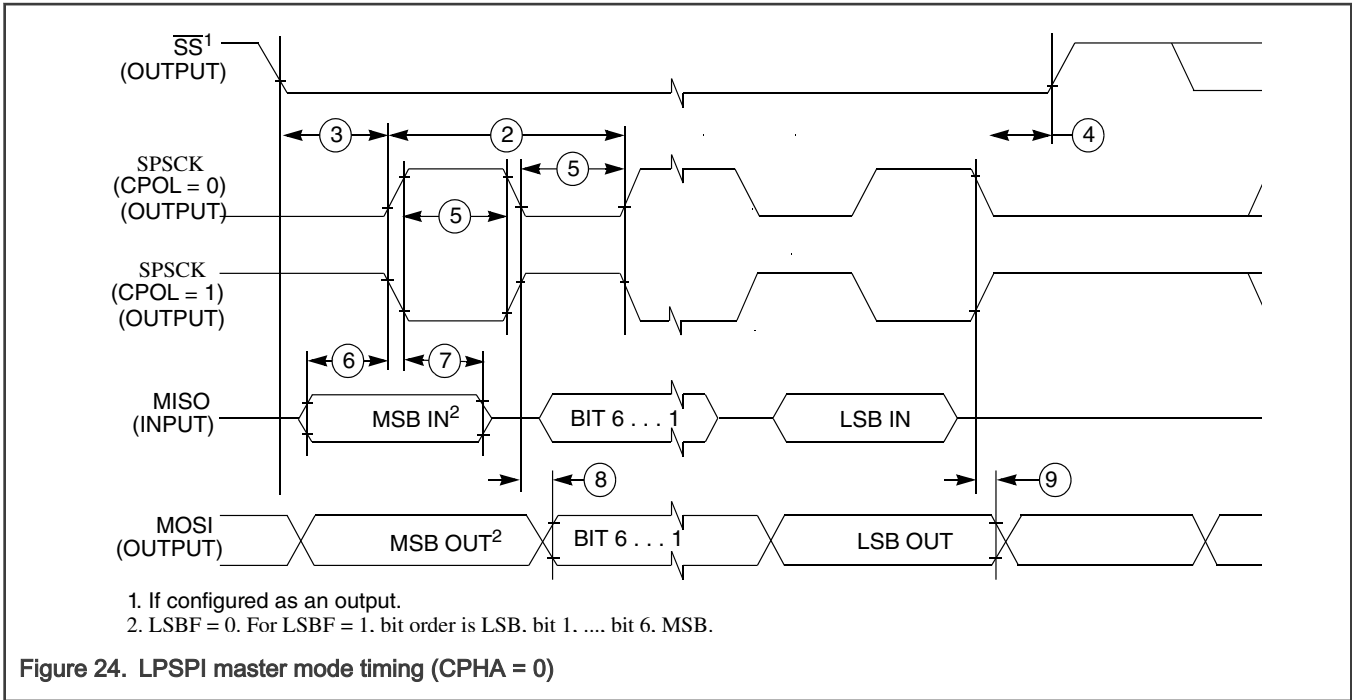 SS1
(OUTPUT)
3
2
4
SPSCK
(CPOL = 0)
(OUTPUT)
5
5
SPSCK
(CPOL = 1)
(OUTPUT)
6
7
MISO
(INPUT)
MSB IN2
BIT 6 . . . 1
LSB IN
8
9
MOSI
(OUTPUT)
MSB OUT2
BIT 6 . . . 1
LSB OUT
1. If configured as an output.
2. LSBF = 0. For LSBF = 1, bit order is LSB, bit 1, ..., bit 6, MSB.
Figure 24. LPSPI master mode timing (CPHA = 0)